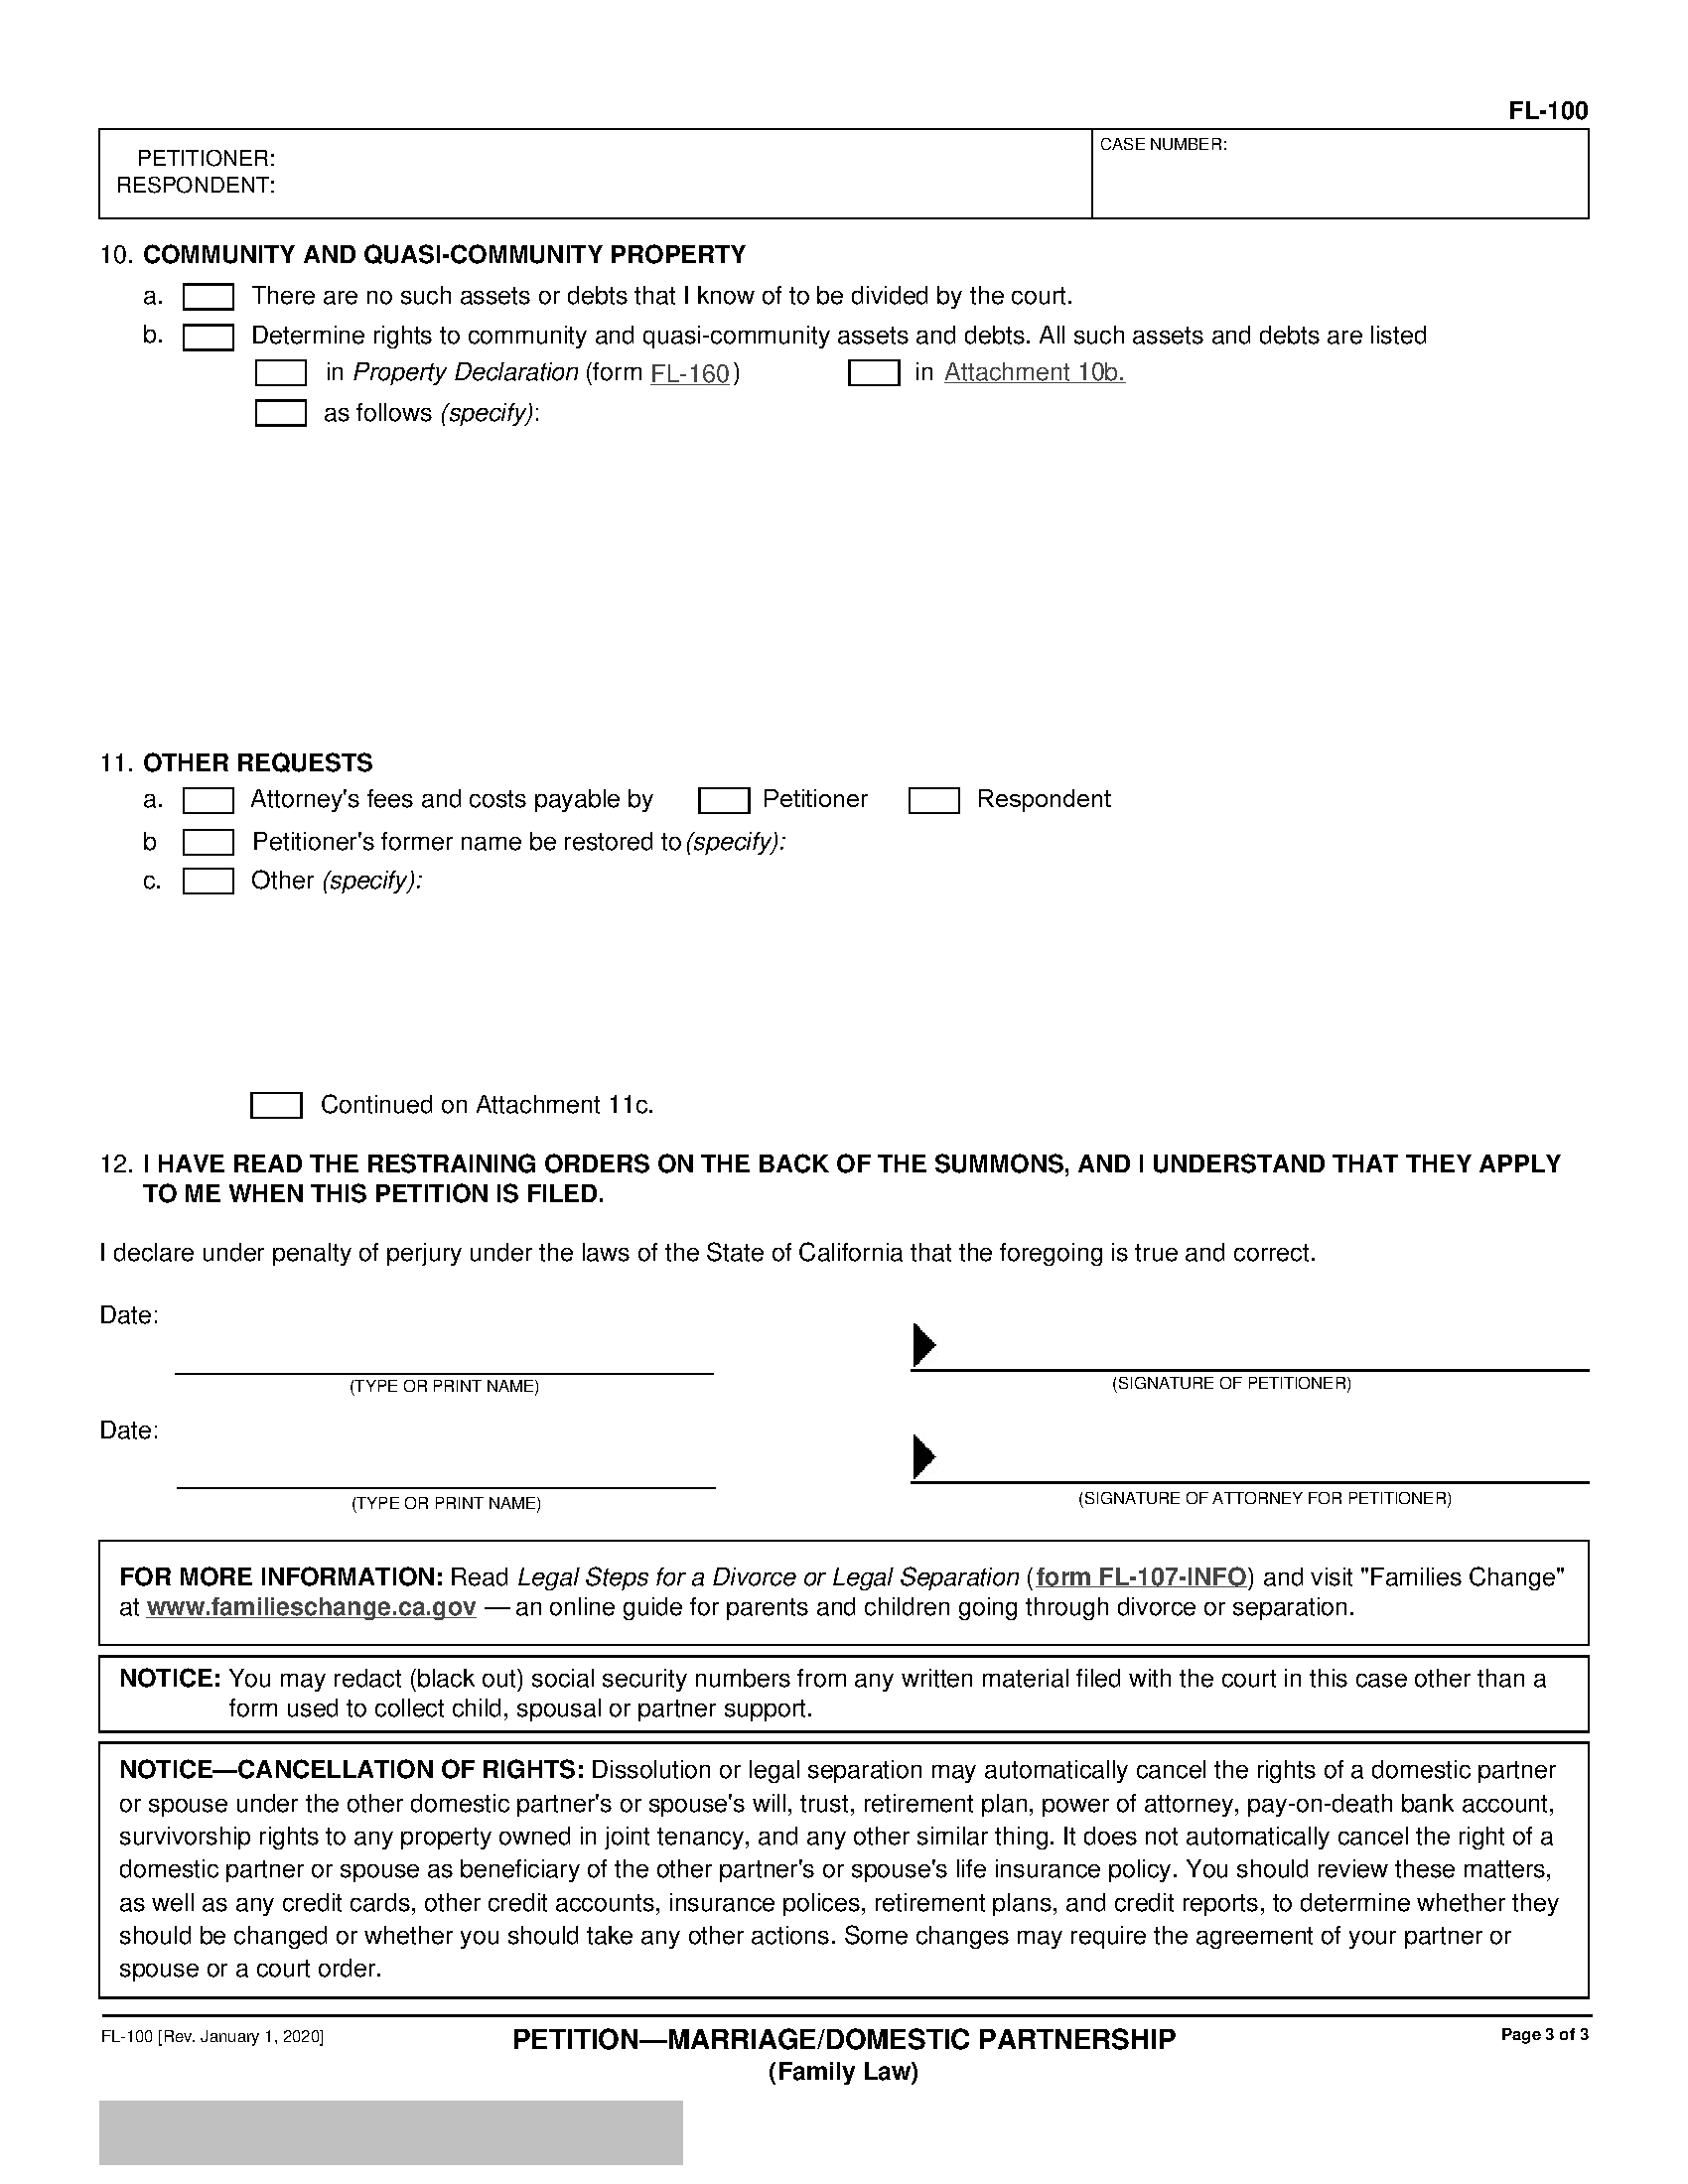 FL-100
PETITIONER:
RESPONDENT:
CASE NUMBER:
10. COMMUNITY AND QUASI-COMMUNITY PROPERTY
a. There are no such assets or debts that I know of to be divided by the court.
b. Determine rights to community and quasi-community assets and debts. All such assets and debts are listed
in Property Declaration (form FL-160) in Attachment 10b.
as follows (specify):
11. OTHER REQUESTS
a. Attorney's fees and costs payable by Petitioner Respondent
b Petitioner's former name be restored to (specify):
c. Other (specify):
Continued on Attachment 11c.
12. I HAVE READ THE RESTRAINING ORDERS ON THE BACK OF THE SUMMONS, AND I UNDERSTAND THAT THEY APPLY
TO ME WHEN THIS PETITION IS FILED.
I declare under penalty of perjury under the laws of the State of California that the foregoing is true and correct.
Date:
(TYPE OR PRINT NAME) (SIGNATURE OF PETITIONER)
Date:
(TYPE OR PRINT NAME) (SIGNATURE OF ATTORNEY FOR PETITIONER)
FOR MORE INFORMATION: Read Legal Steps for a Divorce or Legal Separation (form FL-107-INFO) and visit "Families Change"
at www.familieschange.ca.gov — an online guide for parents and children going through divorce or separation.
NOTICE: You may redact (black out) social security numbers from any written material filed with the court in this case other than a
form used to collect child, spousal or partner support.
NOTICE—CANCELLATION OF RIGHTS: Dissolution or legal separation may automatically cancel the rights of a domestic partner
or spouse under the other domestic partner's or spouse's will, trust, retirement plan, power of attorney, pay-on-death bank account,
survivorship rights to any property owned in joint tenancy, and any other similar thing. It does not automatically cancel the right of a
domestic partner or spouse as beneficiary of the other partner's or spouse's life insurance policy. You should review these matters,
as well as any credit cards, other credit accounts, insurance polices, retirement plans, and credit reports, to determine whether they
should be changed or whether you should take any other actions. Some changes may require the agreement of your partner or
spouse or a court order.
FL-100 [Rev. January 1, 2020] PETITION—MARRIAGE/DOMESTIC PARTNERSHIP Page 3 of 3
(Family Law)